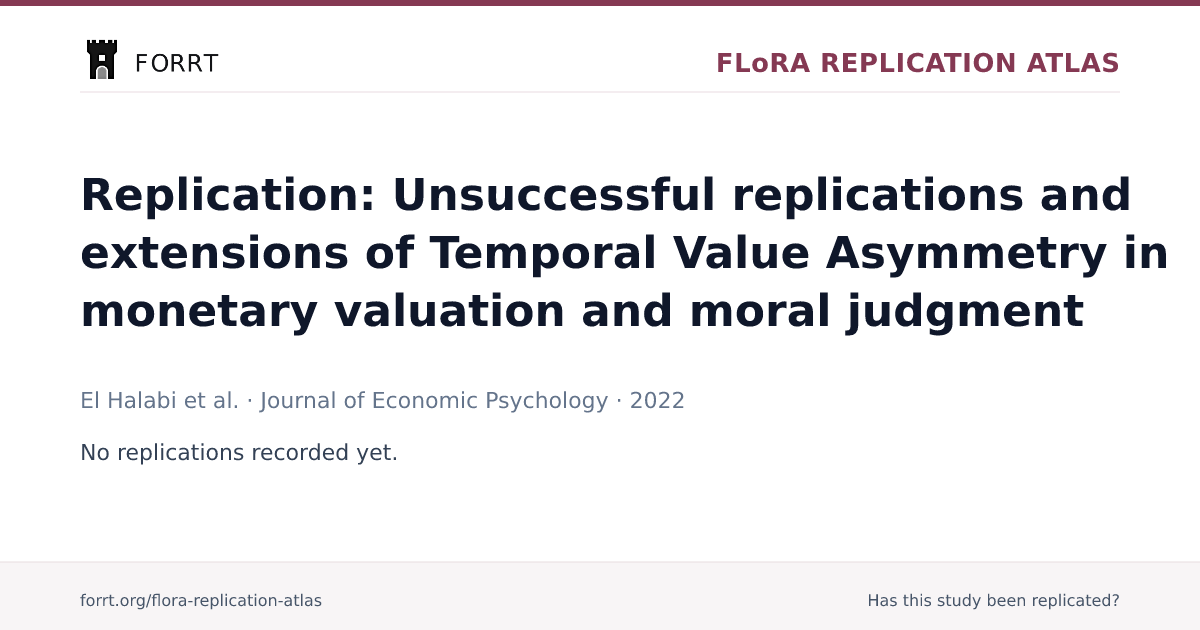 FORRT
FLoRA REPLICATION ATLAS
Replication: Unsuccessful replications and
extensions of Temporal Value Asymmetry in
monetary valuation and moral judgment
El Halabi et al. · Journal of Economic Psychology · 2022
No replications recorded yet.
forrt.org/flora-replication-atlas
Has this study been replicated?